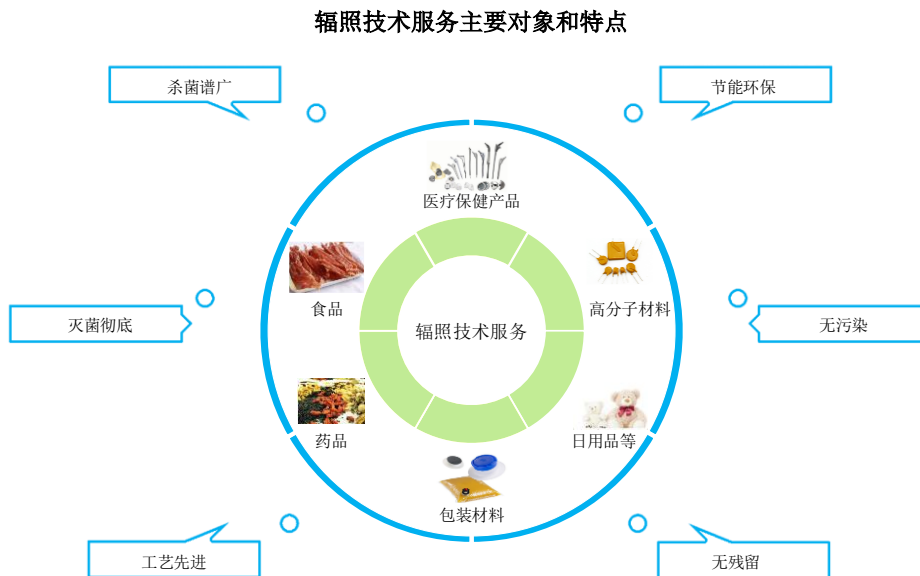 辐照技术服务主要对象和特点
杀菌谱广
节能环保
医疗保健产品
食品
高分子材料
灭菌彻底
辐照技术服务
无污染
药品
日用品等
包装材料
工艺先进
无残留